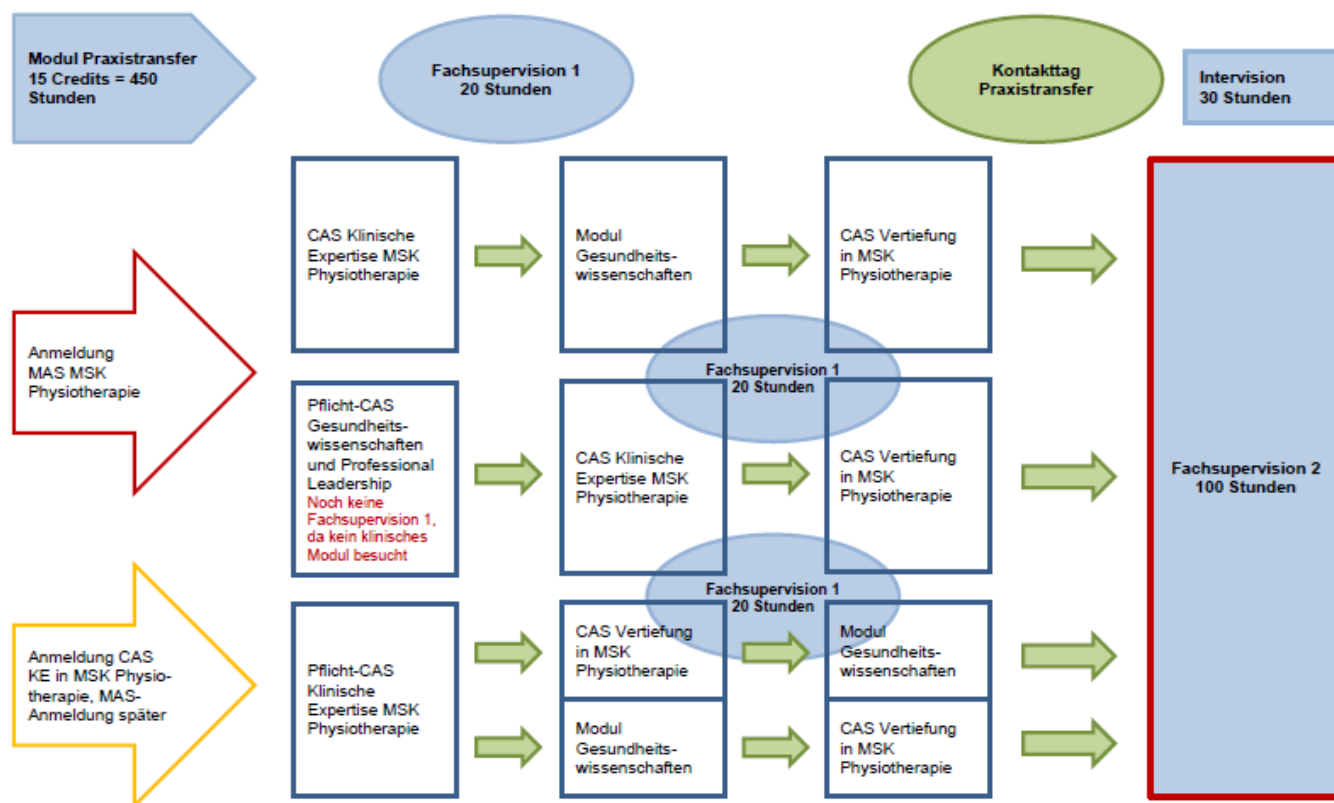 Modul Praxistransfer
15 Credits = 450
Stunden
Fachsupervision 1
20 Stunden
Kontakttag
Praxistransfer
Intervision
30 Stunden
CAS Klinische
Expertise MSK
Physiotherapie
Modul
Gesundheits-
wissenschaften
CAS Vertiefung
in MSK
Physiotherapie
Anmeldung
MAS MSK
Physiotherapie
Fachsupervision 1
20 Stunden
Pflicht-CAS
Gesundheits-
wissenschaften
und Professional
Leadership
Noch keine
Fachsupervision 1,
da kein klinisches
Modul besucht
CAS Klinische
Expertise MSK
Physiotherapie
CAS Vertiefung
in MSK
Physiotherapie
Fachsupervision 2
100 Stunden
Fachsupervision 1
20 Stunden
Anmeldung CAS
KE in MSK Physio-
therapie, MAS-
Anmeldung später
Pflicht-CAS
Klinische
Expertise MSK
Physiotherapie
CAS Vertiefung
in MSK
Physiotherapie
Modul
Gesundheits-
wissenschaften
Modul
Gesundheits-
wissenschaften
CAS Vertiefung
in MSK
Physiotherapie